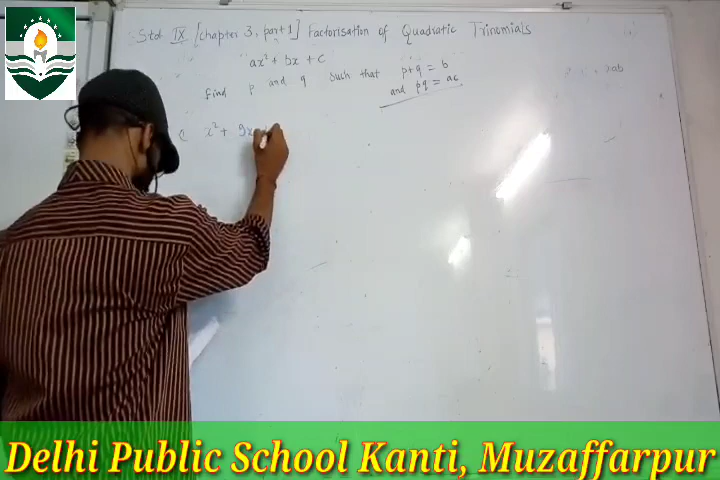 Std IX [chapter 3, part 1] Factorisation of Quadratic Trinomials
ax² + bx + c
find p and q such that p+q = b
and pq = ac
x² + 9x +
Delhi Public School Kanti, Muzaffarpur